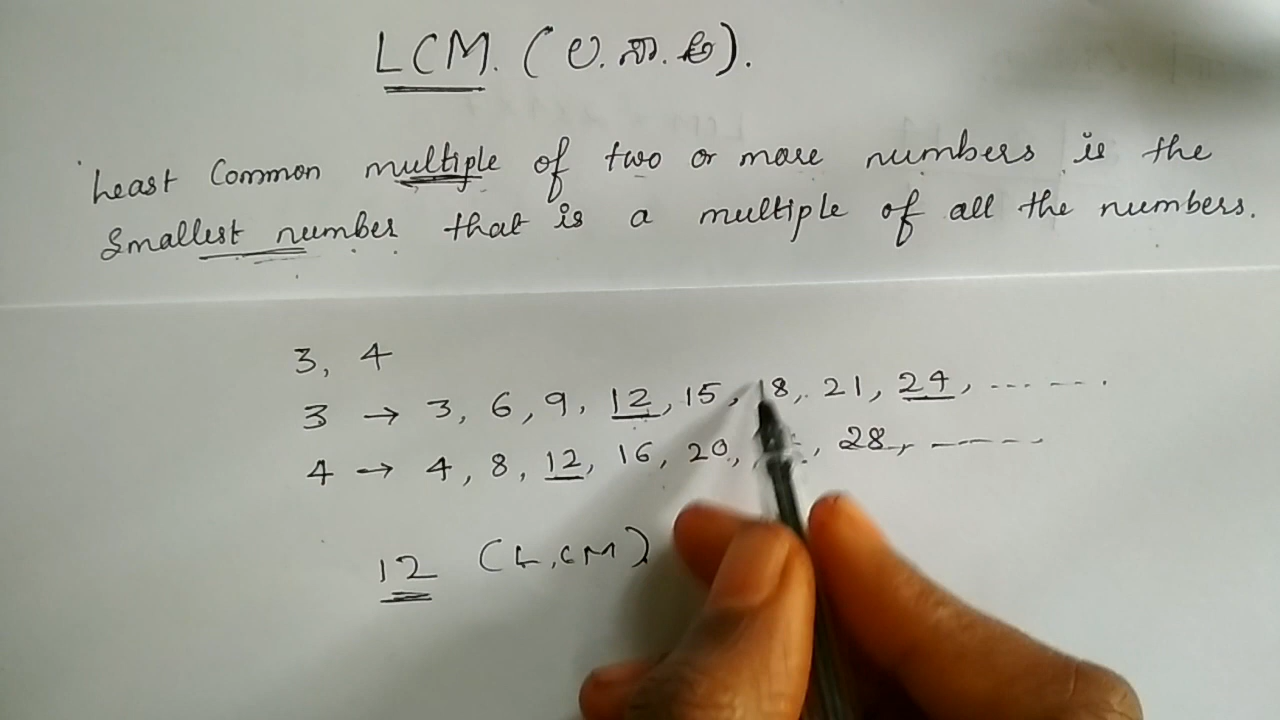 LCM. (ಲ.ಸಾ.ಅ).
Least Common multiple of two or more numbers is the
Smallest number that is a multiple of all the numbers.
3, 4
3 → 3, 6, 9, 12, 15, 18, 21, 24, ------.
4 → 4, 8, 12, 16, 20, , 28, -----
12 (L.CM)